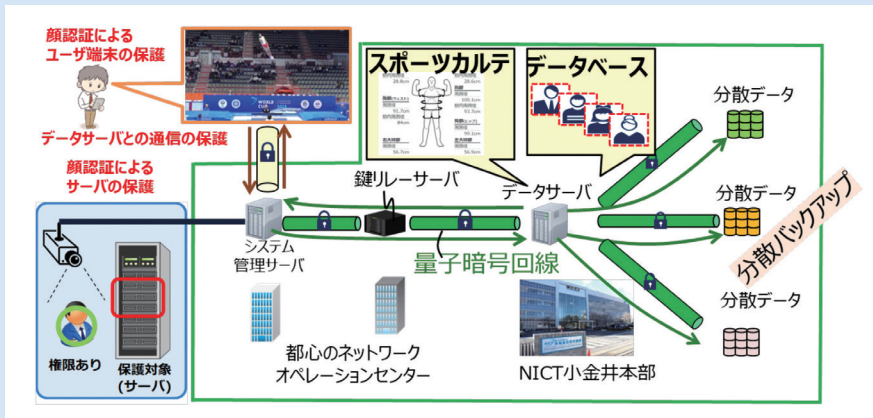 顔認証による
ユーザ端末の保護
データサーバとの通信の保護
顔認証による
サーバの保護
権限あり
保護対象
(サーバ)
WORLD
CUP
スポーツカルテ
データベース
鍵リレーサーバ
データサーバ
システム
管理サーバ
量子暗号回線
都心のネットワーク
オペレーションセンター
NICT小金井本部
分散データ
分散データ
分散データ
分散バックアップ